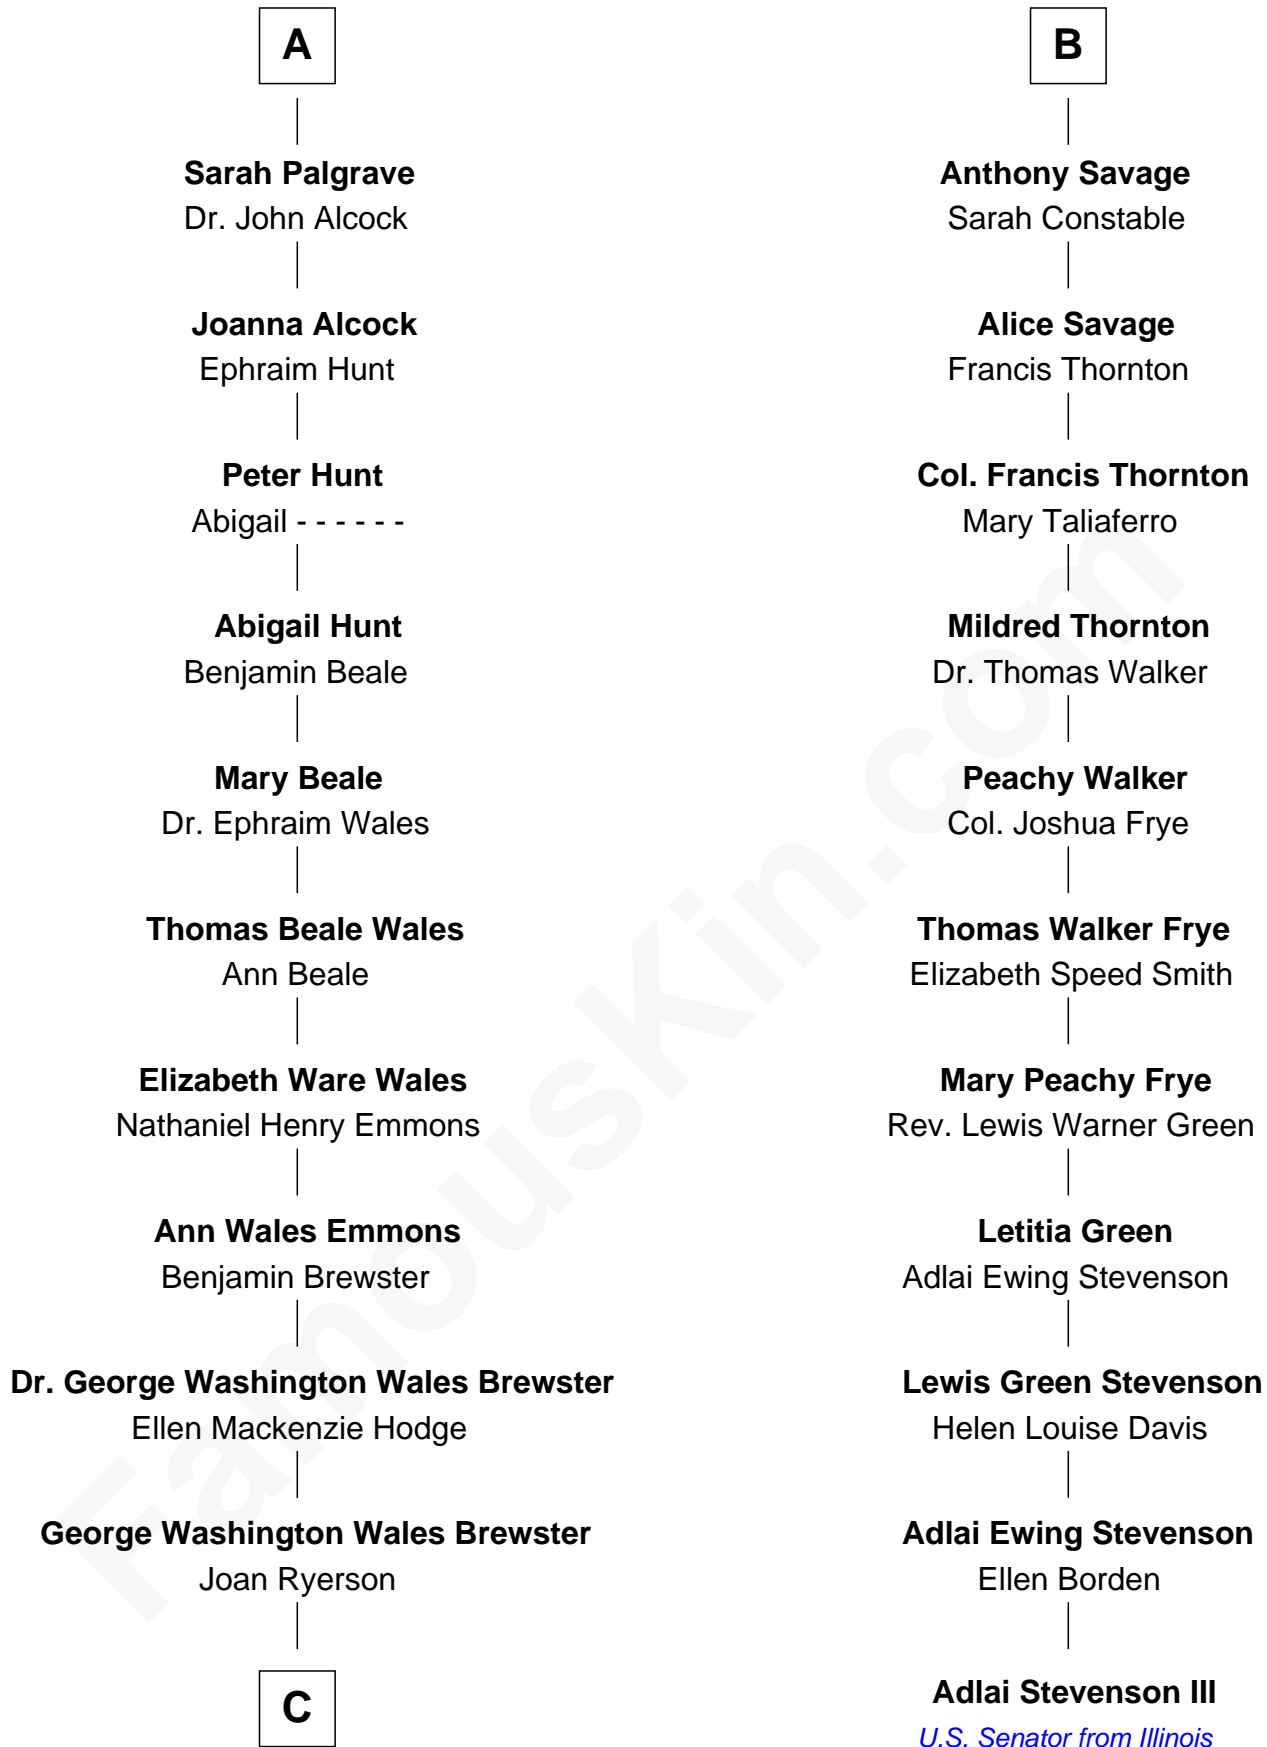 A
Sarah Palgrave
Dr. John Alcock
Joanna Alcock
Ephraim Hunt
Peter Hunt
Abigail - - - - - -
Abigail Hunt
Benjamin Beale
Mary Beale
Dr. Ephraim Wales
Thomas Beale Wales
Ann Beale
Elizabeth Ware Wales
Nathaniel Henry Emmons
Ann Wales Emmons
Benjamin Brewster
Dr. George Washington Wales Brewster
Ellen Mackenzie Hodge
George Washington Wales Brewster
Joan Ryerson
C
B
Anthony Savage
Sarah Constable
Alice Savage
Francis Thornton
Col. Francis Thornton
Mary Taliaferro
Mildred Thornton
Dr. Thomas Walker
Peachy Walker
Col. Joshua Frye
Thomas Walker Frye
Elizabeth Speed Smith
Mary Peachy Frye
Rev. Lewis Warner Green
Letitia Green
Adlai Ewing Stevenson
Lewis Green Stevenson
Helen Louise Davis
Adlai Ewing Stevenson
Ellen Borden
Adlai Stevenson III
U.S. Senator from Illinois
FamousKin.com